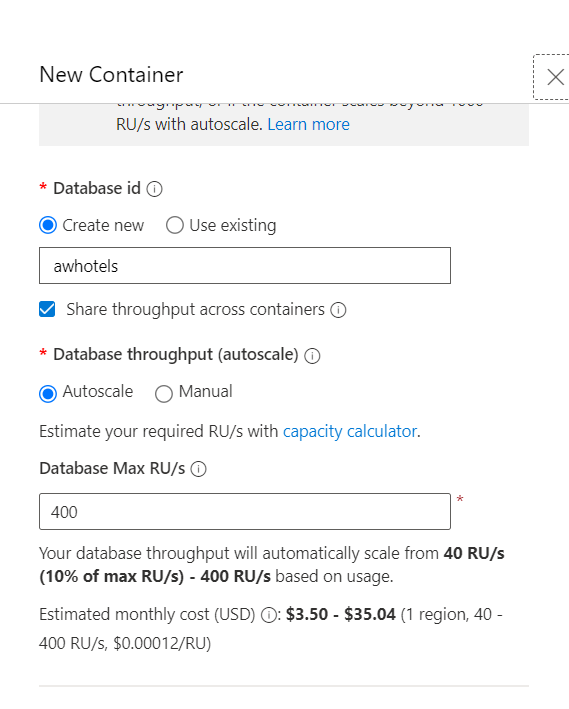 New Container
RU/s with autoscale. Learn more
* Database id
Create new Use existing
awhotels
Share throughput across containers
* Database throughput (autoscale)
Autoscale Manual
Estimate your required RU/s with capacity calculator.
Database Max RU/s
400 *
Your database throughput will automatically scale from 40 RU/s
(10% of max RU/s) - 400 RU/s based on usage.
Estimated monthly cost (USD) : $3.50 - $35.04 (1 region, 40 -
400 RU/s, $0.00012/RU)